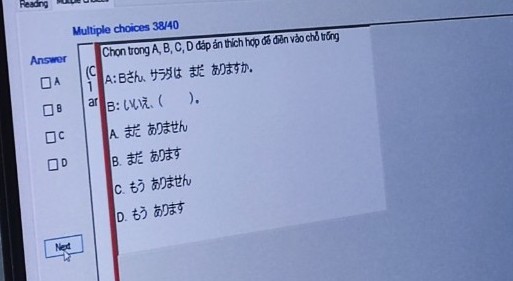 Reading
Multiple choices 38/40
Answer
Chọn trong A, B, C, D đáp án thích hợp để điền vào chỗ trống
(C
1
ar
A: Bさん、サラダは まだ ありますか。
B: いいえ、(　　)。
A. まだ ありません
B. まだ あります
C. もう ありません
D. もう あります
A
B
C
D
Next